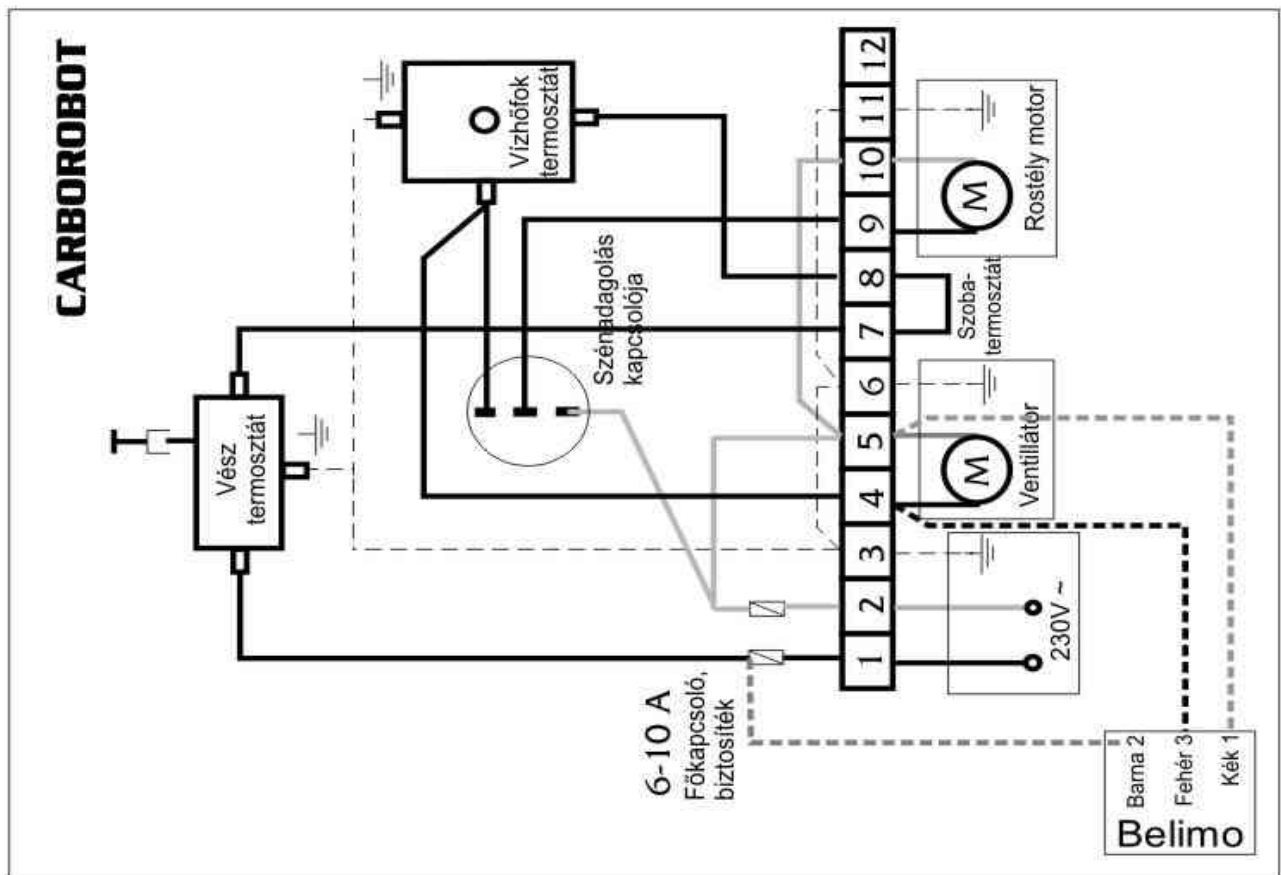 CARBOROBOT
Vész
termosztát
Vízhőfok
termosztát
Szénadagolás
kapcsolója
6-10 A
Főkapcsoló,
biztosíték
1 2 3 4 5 6 7 8 9 10 11 12
230V ~
M
Ventillátor
Szoba-
termosztát
M
Rostély motor
Barna 2
Fehér 3
Kék 1
Belimo